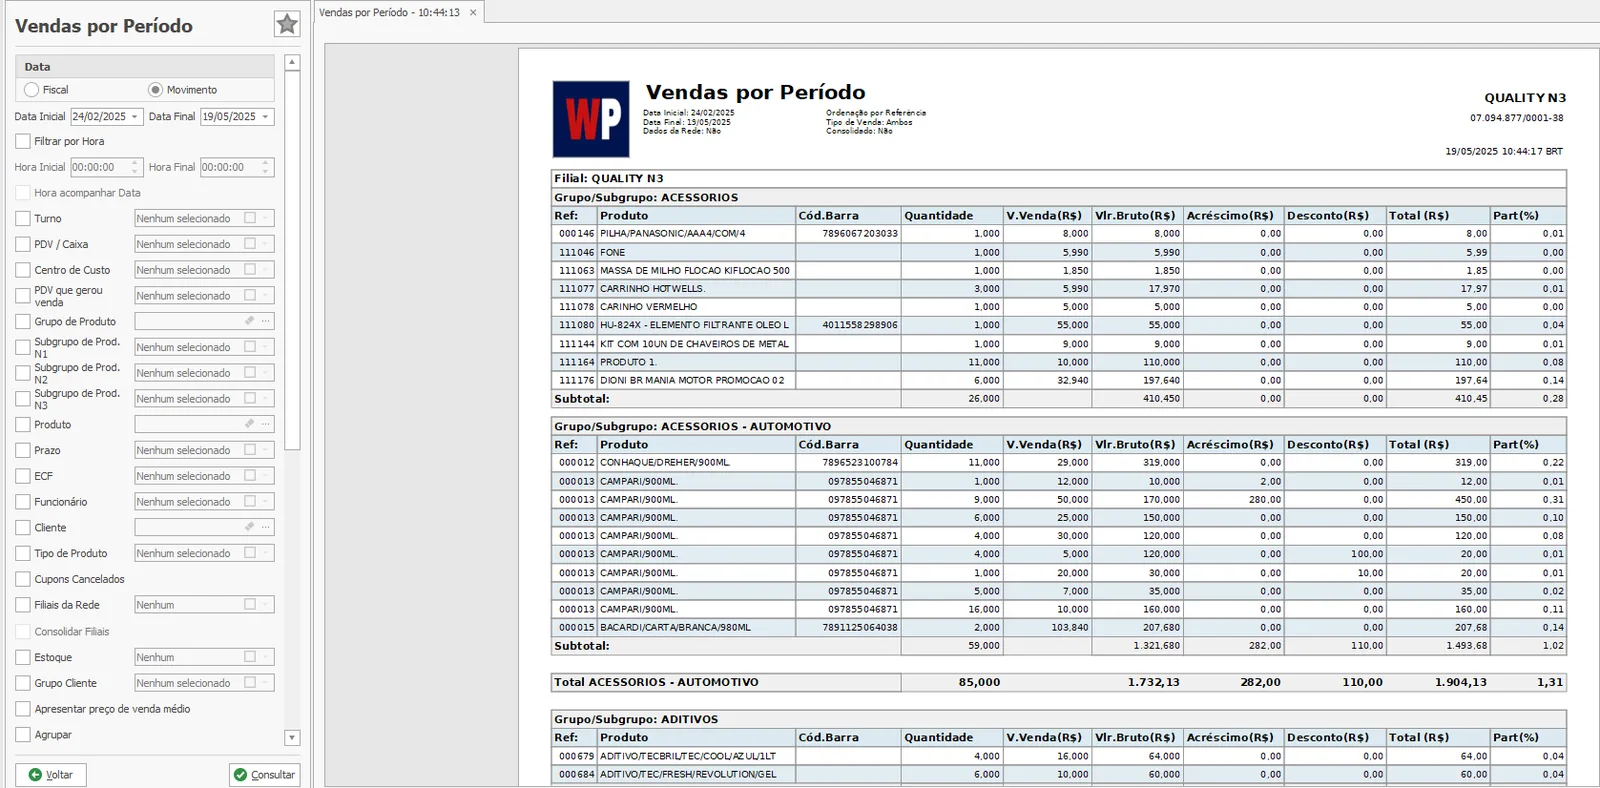 Vendas por Período
Data
Fiscal Movimento
Data Inicial 24/02/2025 Data Final 19/05/2025
Filtrar por Hora
Hora Inicial 00:00:00 Hora Final 00:00:00
Hora acompanhar Data
Turno Nenhum selecionado
PDV / Caixa Nenhum selecionado
Centro de Custo Nenhum selecionado
PDV que gerou venda Nenhum selecionado
Grupo de Produto ...
Subgrupo de Prod. N1 Nenhum selecionado
Subgrupo de Prod. N2 Nenhum selecionado
Subgrupo de Prod. N3 Nenhum selecionado
Produto ...
Prazo Nenhum selecionado
ECF Nenhum selecionado
Funcionário Nenhum selecionado
Cliente ...
Tipo de Produto Nenhum selecionado
Cupons Cancelados
Filiais da Rede Nenhum
Consolidar Filiais
Estoque Nenhum
Grupo Cliente Nenhum selecionado
Apresentar preço de venda médio
Agrupar
Voltar Consultar
Vendas por Período - 10:44:13 ×
WP
Vendas por Período
Data Inicial: 24/02/2025 Ordenação por Referência
Data Final: 19/05/2025 Tipo de Venda: Ambos
Dados da Rede: Não Consolidado: Não
QUALITY N3
07.094.877/0001-38
19/05/2025 10:44:17 BRT
Filial: QUALITY N3
Grupo/Subgrupo: ACESSORIOS
Ref: Produto Cód.Barra Quantidade V.Venda(R$) Vlr.Bruto(R$) Acréscimo(R$) Desconto(R$) Total (R$) Part(%)
000146 PILHA/PANASONIC/AAA4/COM/4 7896067203033 1,000 8,000 8,000 0,00 0,00 8,00 0,01
111046 FONE 1,000 5,990 5,990 0,00 0,00 5,99 0,00
111063 MASSA DE MILHO FLOCAO KIFLOCAO 500 1,000 1,850 1,850 0,00 0,00 1,85 0,00
111077 CARRINHO HOTWELLS. 3,000 5,990 17,970 0,00 0,00 17,97 0,01
111078 CARINHO VERMELHO 1,000 5,000 5,000 0,00 0,00 5,00 0,00
111080 HU-824X - ELEMENTO FILTRANTE OLEO L 4011558298906 1,000 55,000 55,000 0,00 0,00 55,00 0,04
111144 KIT COM 10UN DE CHAVEIROS DE METAL 1,000 9,000 9,000 0,00 0,00 9,00 0,01
111164 PRODUTO 1. 11,000 10,000 110,000 0,00 0,00 110,00 0,08
111176 DIONI BR MANIA MOTOR PROMOCAO 02 6,000 32,940 197,640 0,00 0,00 197,64 0,14
Subtotal: 26,000 410,450 0,00 0,00 410,45 0,28
Grupo/Subgrupo: ACESSORIOS - AUTOMOTIVO
Ref: Produto Cód.Barra Quantidade V.Venda(R$) Vlr.Bruto(R$) Acréscimo(R$) Desconto(R$) Total (R$) Part(%)
000012 CONHAQUE/DREHER/900ML. 7896523100784 11,000 29,000 319,000 0,00 0,00 319,00 0,22
000013 CAMPARI/900ML. 097855046871 1,000 12,000 10,000 2,00 0,00 12,00 0,01
000013 CAMPARI/900ML. 097855046871 9,000 50,000 170,000 280,00 0,00 450,00 0,31
000013 CAMPARI/900ML. 097855046871 6,000 25,000 150,000 0,00 0,00 150,00 0,10
000013 CAMPARI/900ML. 097855046871 4,000 30,000 120,000 0,00 0,00 120,00 0,08
000013 CAMPARI/900ML. 097855046871 4,000 5,000 120,000 0,00 100,00 20,00 0,01
000013 CAMPARI/900ML. 097855046871 1,000 20,000 30,000 0,00 10,00 20,00 0,01
000013 CAMPARI/900ML. 097855046871 5,000 7,000 35,000 0,00 0,00 35,00 0,02
000013 CAMPARI/900ML. 097855046871 16,000 10,000 160,000 0,00 0,00 160,00 0,11
000015 BACARDI/CARTA/BRANCA/980ML 7891125064038 2,000 103,840 207,680 0,00 0,00 207,68 0,14
Subtotal: 59,000 1.321,680 282,00 110,00 1.493,68 1,02
Total ACESSORIOS - AUTOMOTIVO 85,000 1.732,13 282,00 110,00 1.904,13 1,31
Grupo/Subgrupo: ADITIVOS
Ref: Produto Cód.Barra Quantidade V.Venda(R$) Vlr.Bruto(R$) Acréscimo(R$) Desconto(R$) Total (R$) Part(%)
000679 ADITIVO/TECBRIL/TEC/COOL/AZUL/1LT 4,000 16,000 64,000 0,00 0,00 64,00 0,04
000684 ADITIVO/TEC/FRESH/REVOLUTION/GEL 6,000 10,000 60,000 0,00 0,00 60,00 0,04